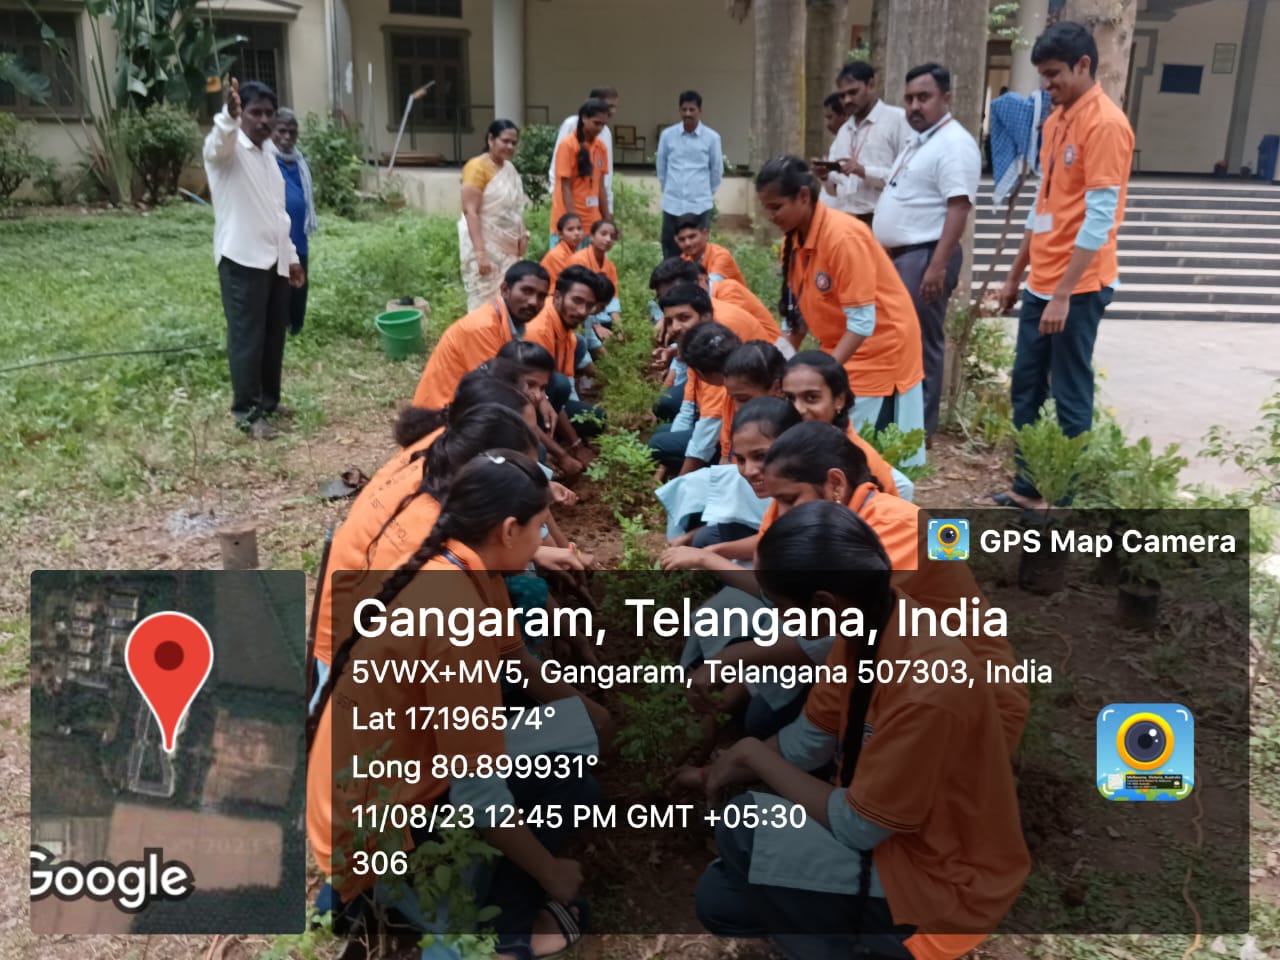 GPS Map Camera
Gangaram, Telangana, India
5VWX+MV5, Gangaram, Telangana 507303, India
Lat 17.196574°
Long 80.899931°
11/08/23 12:45 PM GMT +05:30
306
Google